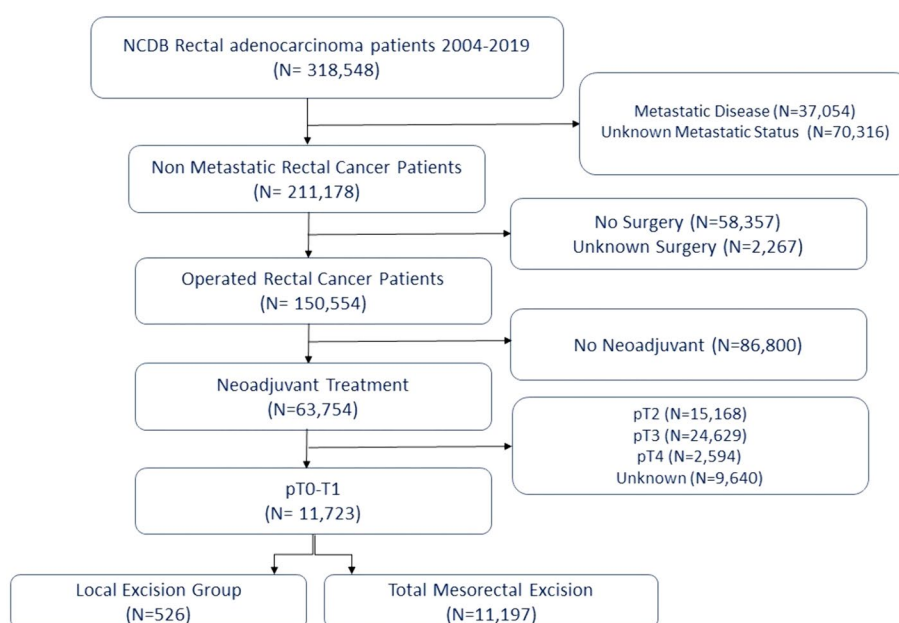 NCDB Rectal adenocarcinoma patients 2004-2019
(N= 318,548)
Metastatic Disease (N=37,054)
Unknown Metastatic Status (N=70,316)
Non Metastatic Rectal Cancer Patients
(N= 211,178)
No Surgery (N=58,357)
Unknown Surgery (N=2,267)
Operated Rectal Cancer Patients
(N= 150,554)
No Neoadjuvant (N=86,800)
Neoadjuvant Treatment
(N=63,754)
pT2 (N=15,168)
pT3 (N=24,629)
pT4 (N=2,594)
Unknown (N=9,640)
pT0-T1
(N= 11,723)
Local Excision Group
(N=526)
Total Mesorectal Excision
(N=11,197)